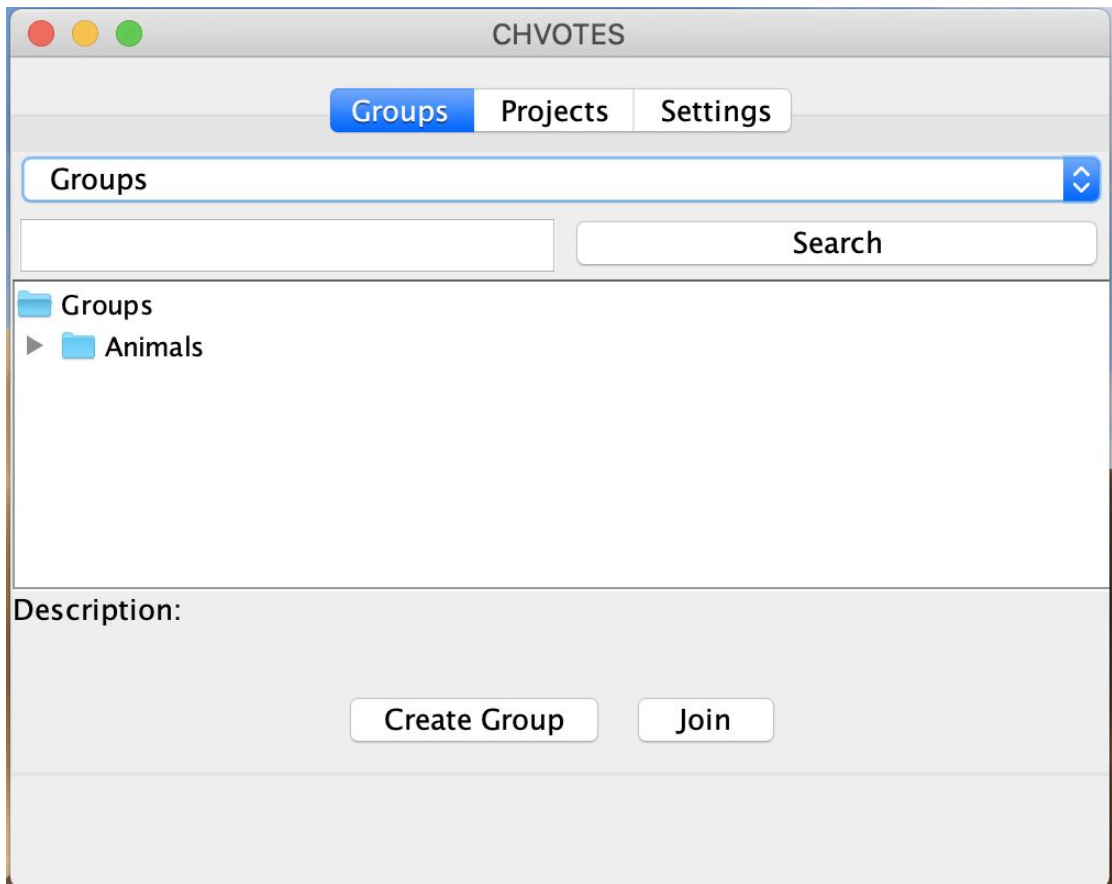 CHVOTES
Groups Projects Settings
Groups
Search
Groups
Animals
Description:
Create Group Join